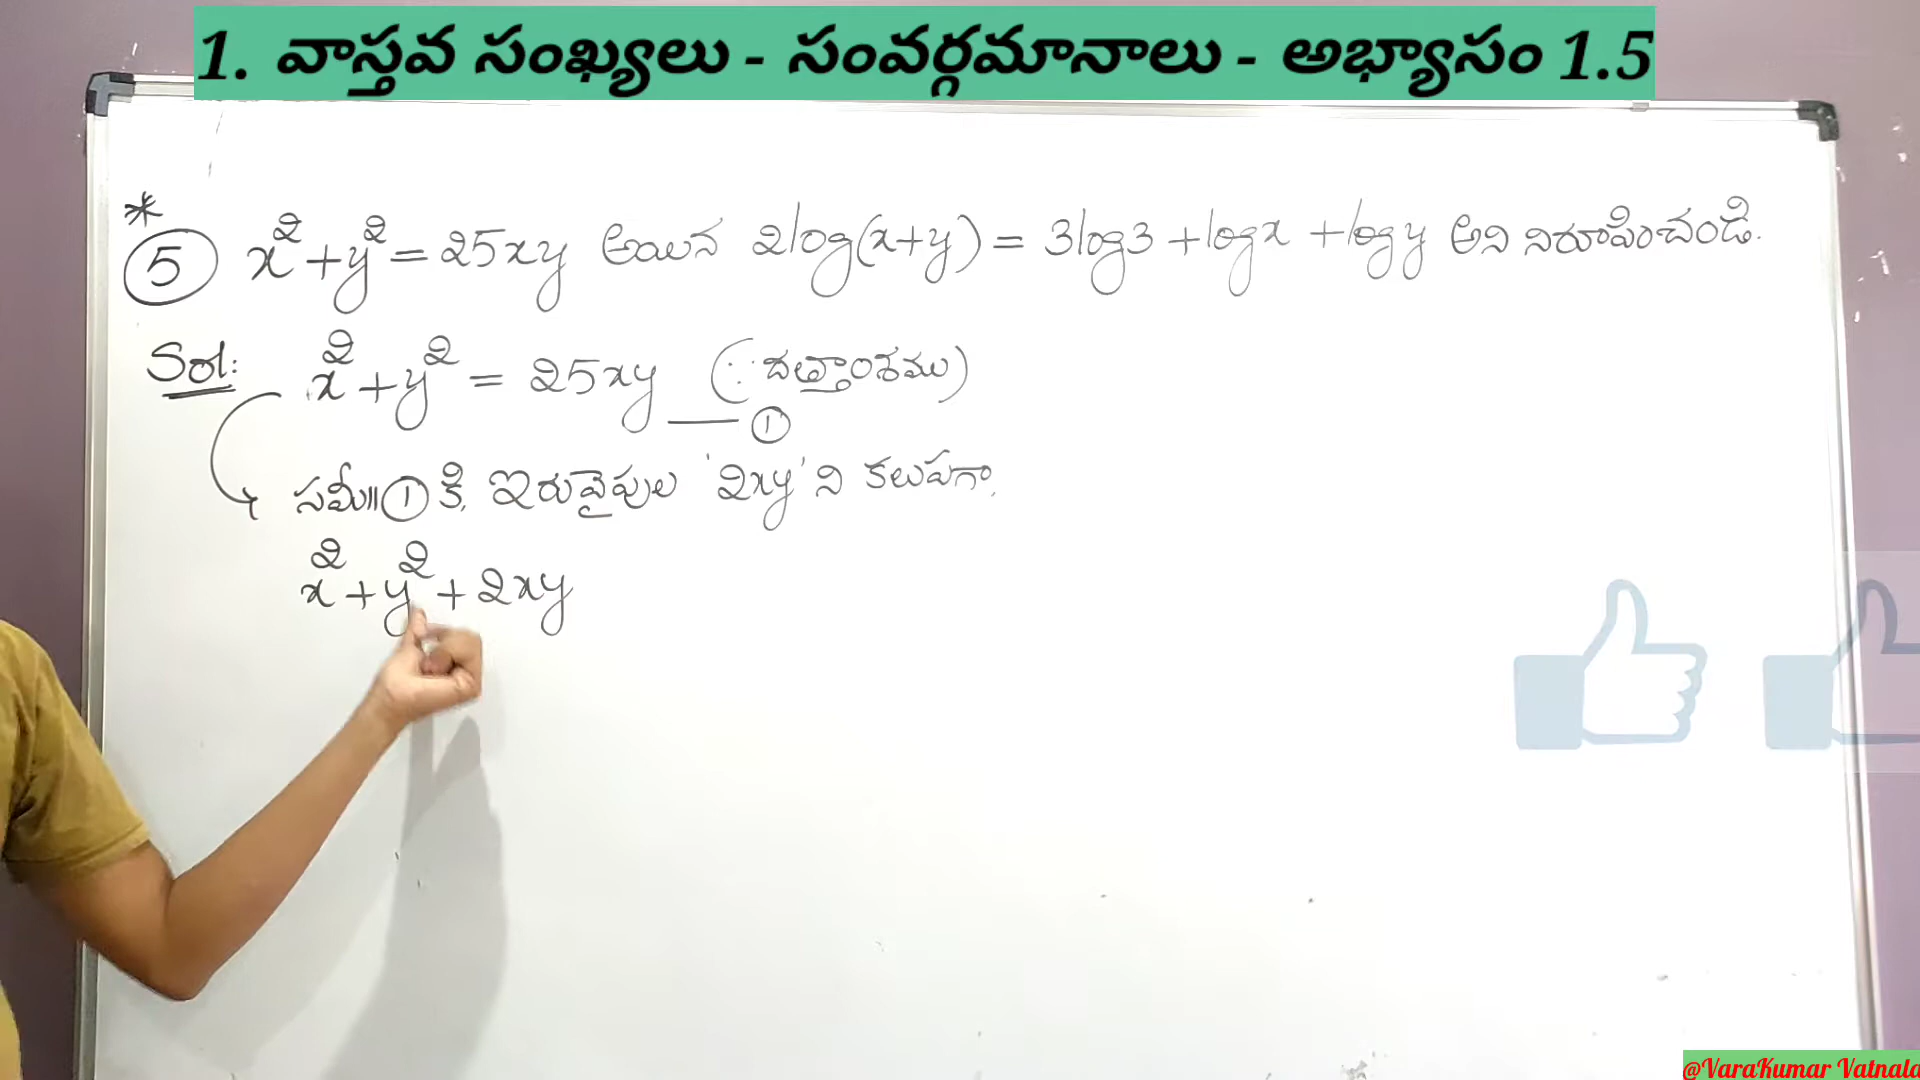 1. వాస్తవ సంఖ్యలు - సంవర్గమానాలు - అభ్యాసం 1.5
* ⑤ x²+y² = 25xy అయిన 2log(x+y) = 3log3 + logx + logy అని నిరూపించండి.
Sol: x²+y² = 25xy (∵ దత్తాంశము)
—— ①
సమీ॥ ① కి, ఇరువైపుల '2xy' ని కలుపగా,
x²+y²+2xy
@VaraKumar Vatnala